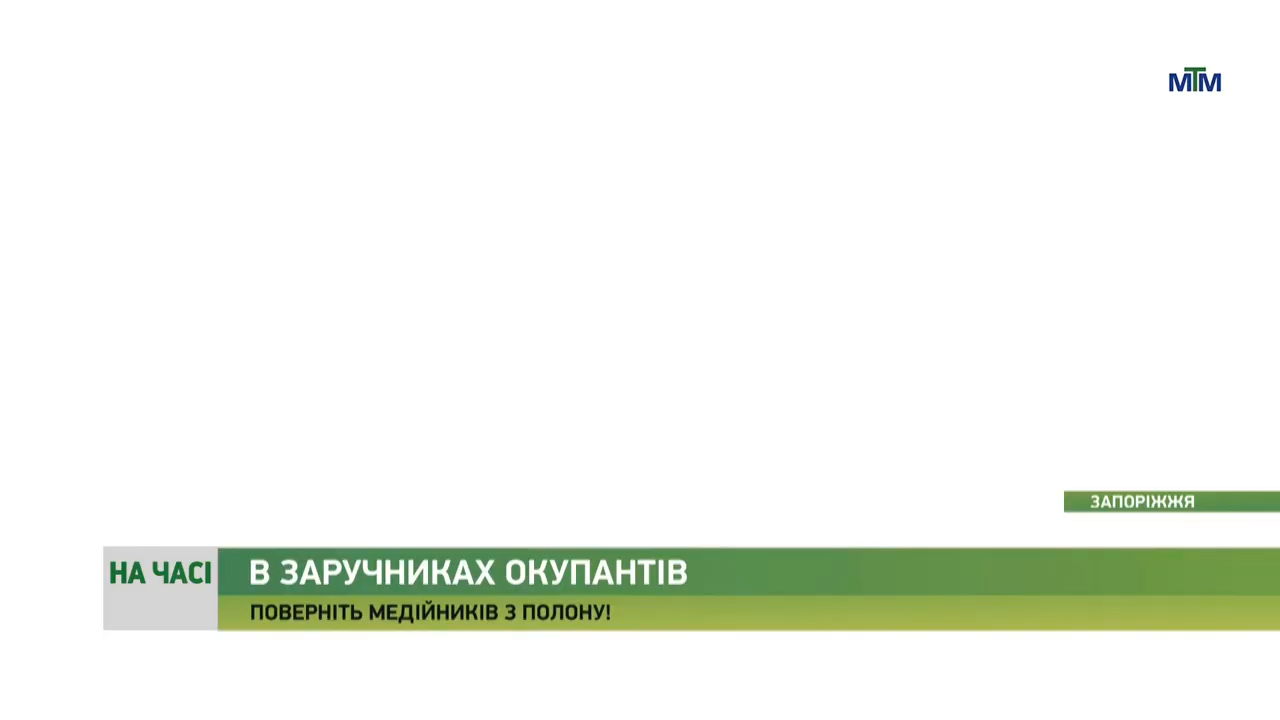 МТМ
ЗАПОРІЖЖЯ
НА ЧАСІ
В ЗАРУЧНИКАХ ОКУПАНТІВ
ПОВЕРНІТЬ МЕДІЙНИКІВ З ПОЛОНУ!